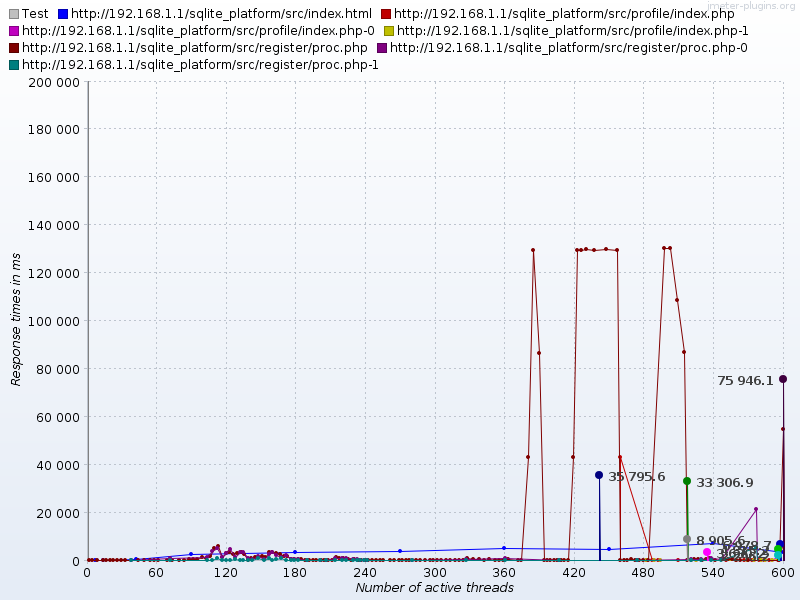 jmeter-plugins.org
Test http://192.168.1.1/sqlite_platform/src/index.html http://192.168.1.1/sqlite_platform/src/profile/index.php
http://192.168.1.1/sqlite_platform/src/profile/index.php-0 http://192.168.1.1/sqlite_platform/src/profile/index.php-1
http://192.168.1.1/sqlite_platform/src/register/proc.php http://192.168.1.1/sqlite_platform/src/register/proc.php-0
http://192.168.1.1/sqlite_platform/src/register/proc.php-1
200 000
180 000
160 000
140 000
120 000
100 000
80 000
60 000
40 000
20 000
0
Response times in ms
75 946.1
35 795.6
33 306.9
8 905.6
0 60 120 180 240 300 360 420 480 540 600
Number of active threads